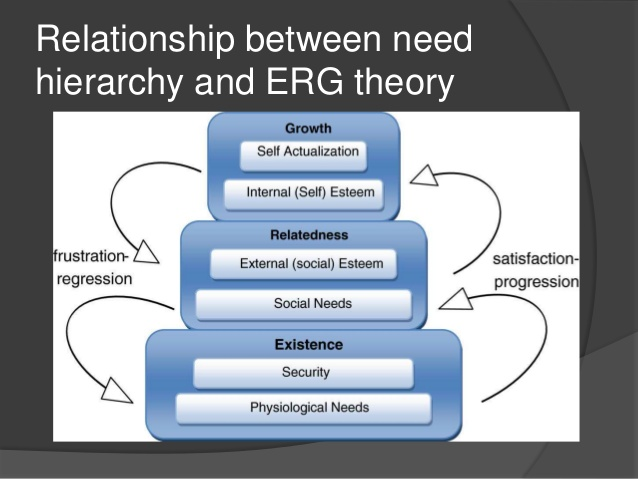 Relationship between need
hierarchy and ERG theory
Growth
Self Actualization
Internal (Self) Esteem
Relatedness
External (social) Esteem
Social Needs
frustration-
regression
satisfaction-
progression
Existence
Security
Physiological Needs